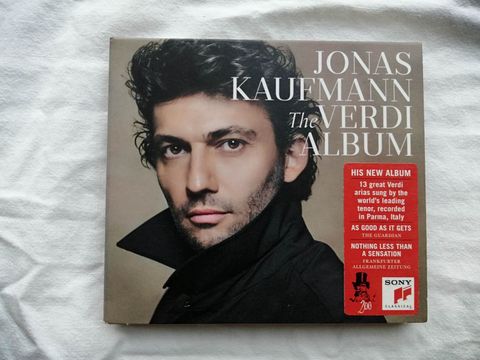 JONAS
KAUFMANN
The VERDI
ALBUM
HIS NEW ALBUM
13 great Verdi
arias sung by the
world's leading
tenor, recorded
in Parma, Italy
AS GOOD AS IT GETS
THE GUARDIAN
NOTHING LESS THAN
A SENSATION
FRANKFURTER
ALLGEMEINE ZEITUNG
200
SONY
CLASSICAL